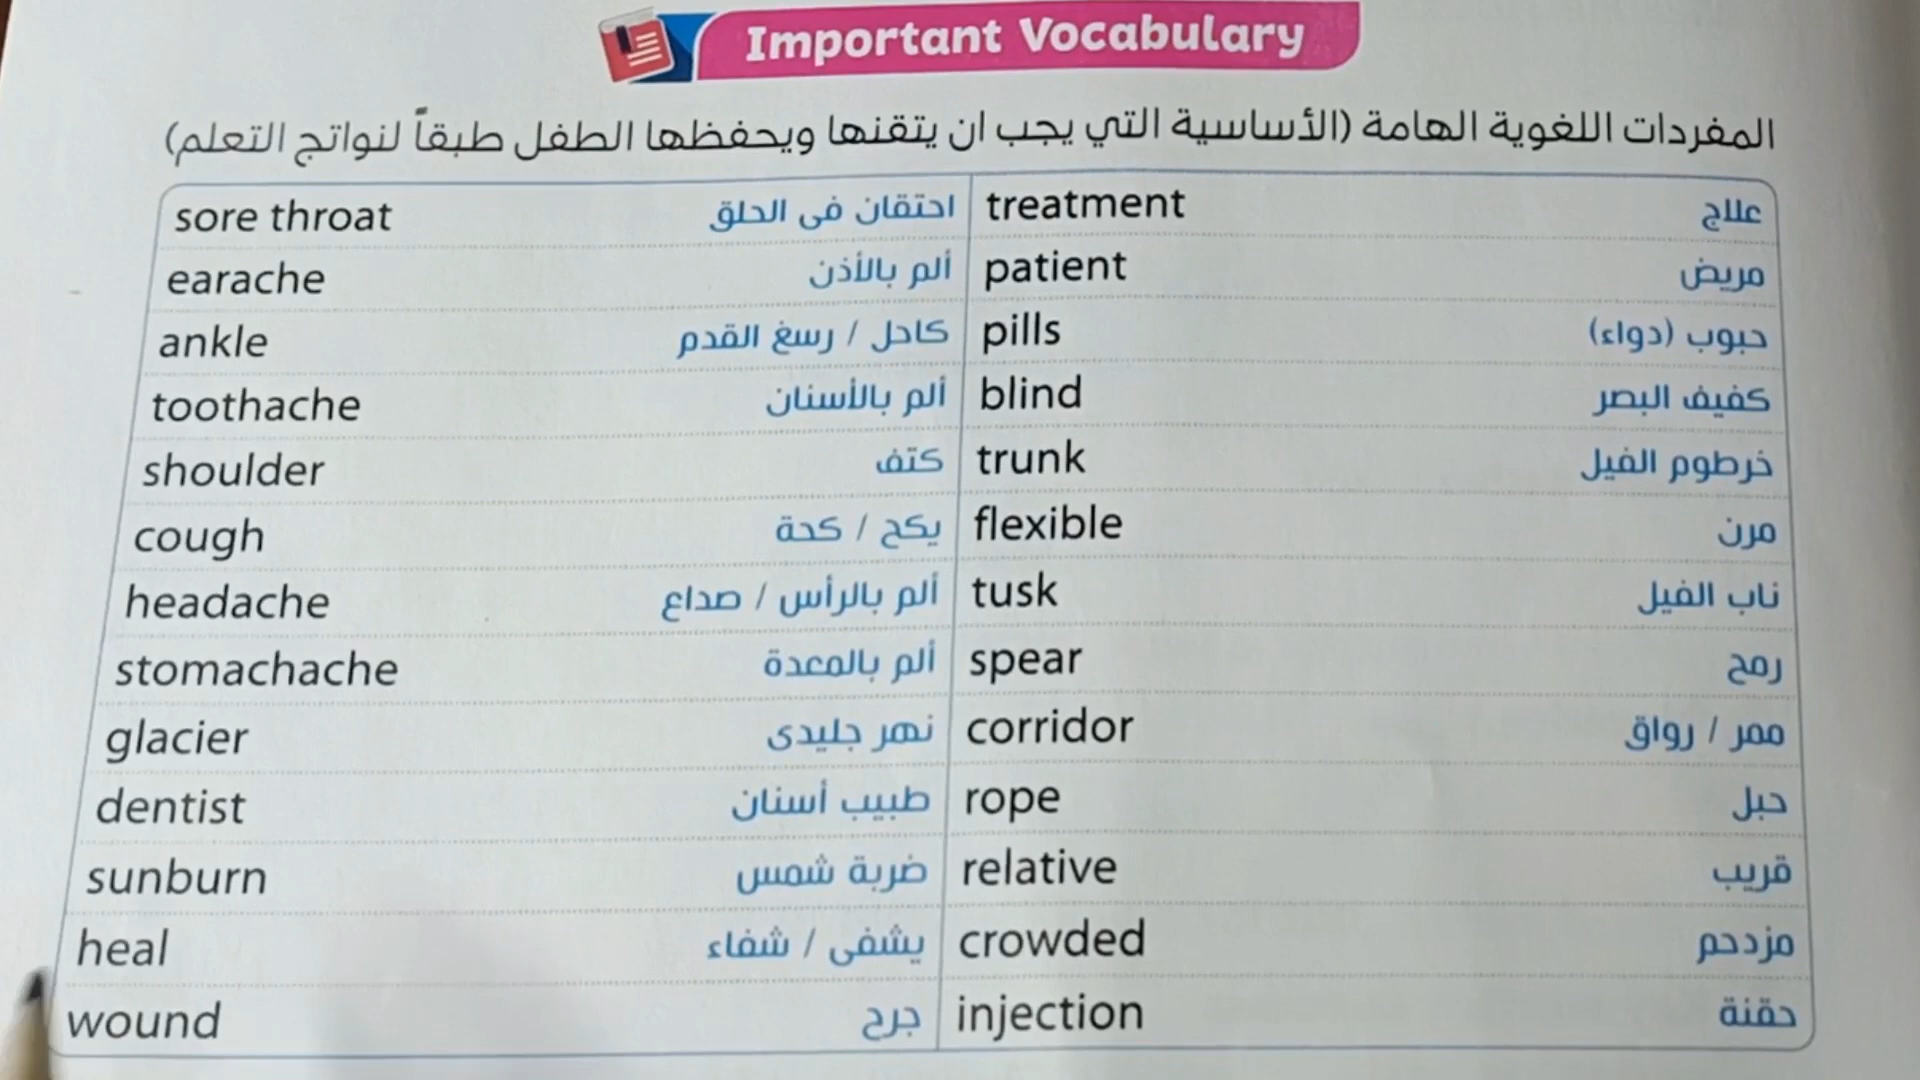 Important Vocabulary
المفردات اللغوية الهامة (الأساسية التي يجب ان يتقنها ويحفظها الطفل طبقاً لنواتج التعلم)
sore throat احتقان فى الحلق treatment علاج
earache ألم بالأذن patient مريض
ankle كاحل / رسغ القدم pills حبوب (دواء)
toothache ألم بالأسنان blind كفيف البصر
shoulder كتف trunk خرطوم الفيل
cough يكح / كحة flexible مرن
headache ألم بالرأس / صداع tusk ناب الفيل
stomachache ألم بالمعدة spear رمح
glacier نهر جليدى corridor ممر / رواق
dentist طبيب أسنان rope حبل
sunburn ضربة شمس relative قريب
heal يشفى / شفاء crowded مزدحم
wound جرح injection حقنة